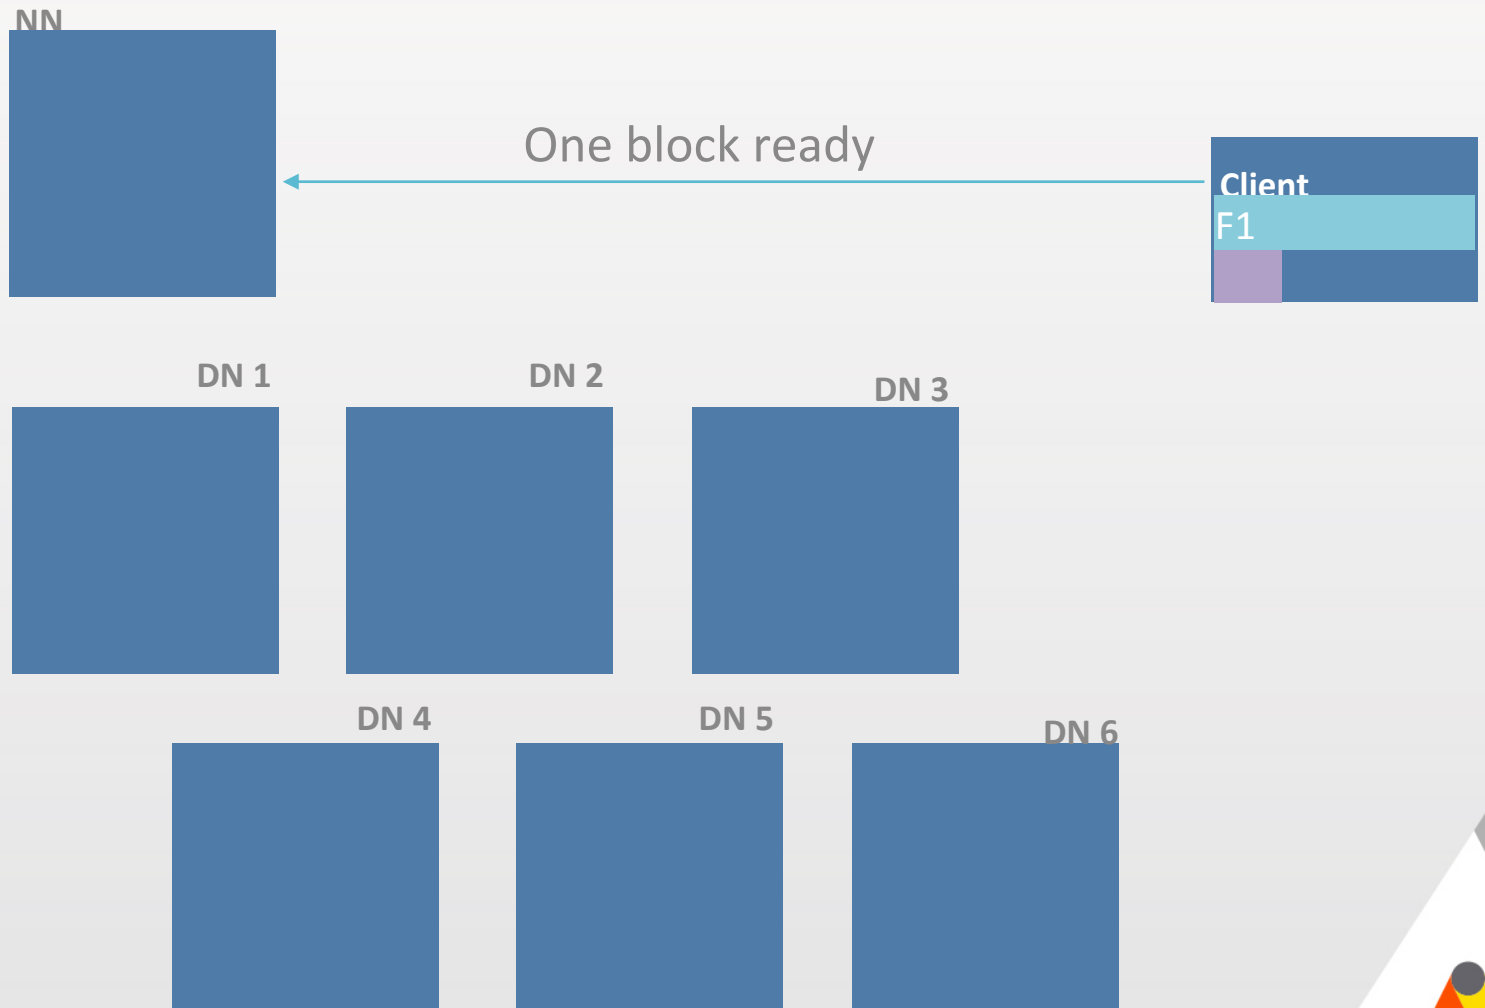 NN
One block ready
Client
F1
DN 1
DN 2
DN 3
DN 4
DN 5
DN 6